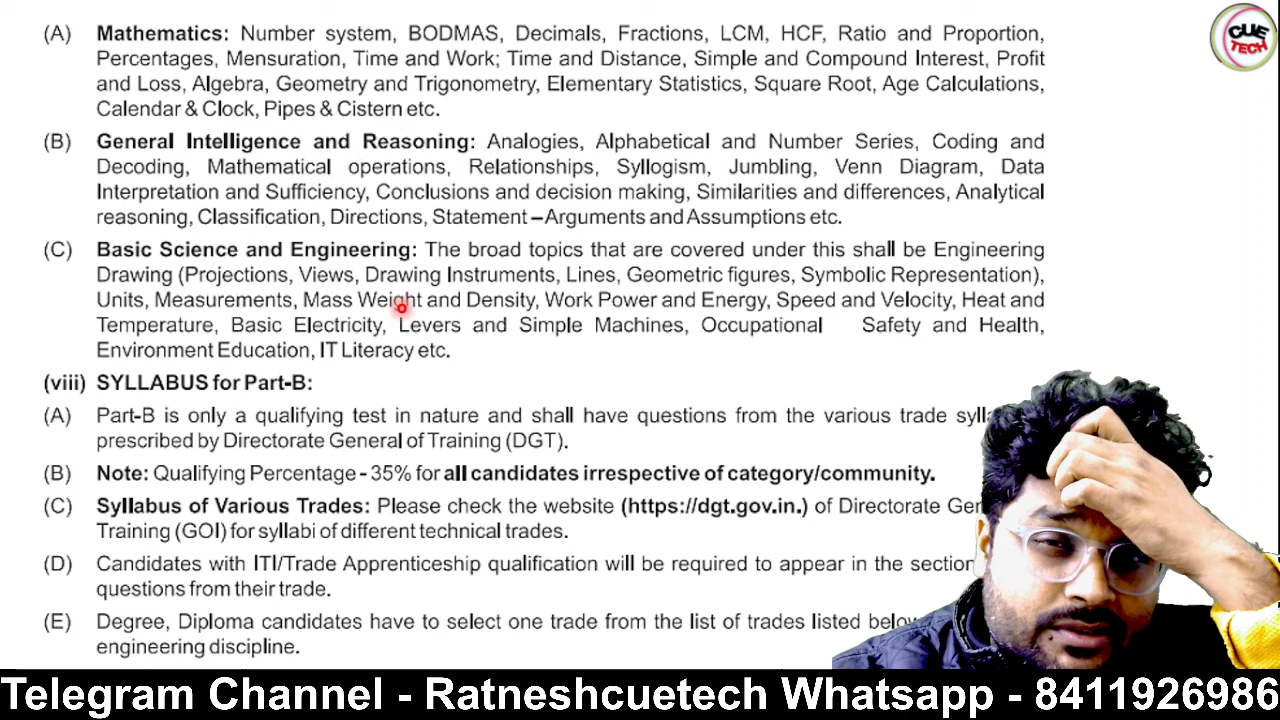 (A) Mathematics: Number system, BODMAS, Decimals, Fractions, LCM, HCF, Ratio and Proportion,
Percentages, Mensuration, Time and Work; Time and Distance, Simple and Compound Interest, Profit
and Loss, Algebra, Geometry and Trigonometry, Elementary Statistics, Square Root, Age Calculations,
Calendar & Clock, Pipes & Cistern etc.
(B) General Intelligence and Reasoning: Analogies, Alphabetical and Number Series, Coding and
Decoding, Mathematical operations, Relationships, Syllogism, Jumbling, Venn Diagram, Data
Interpretation and Sufficiency, Conclusions and decision making, Similarities and differences, Analytical
reasoning, Classification, Directions, Statement – Arguments and Assumptions etc.
(C) Basic Science and Engineering: The broad topics that are covered under this shall be Engineering
Drawing (Projections, Views, Drawing Instruments, Lines, Geometric figures, Symbolic Representation),
Units, Measurements, Mass Weight and Density, Work Power and Energy, Speed and Velocity, Heat and
Temperature, Basic Electricity, Levers and Simple Machines, Occupational Safety and Health,
Environment Education, IT Literacy etc.
(viii) SYLLABUS for Part-B:
(A) Part-B is only a qualifying test in nature and shall have questions from the various trade
prescribed by Directorate General of Training (DGT).
(B) Note: Qualifying Percentage - 35% for all candidates irrespective of category/community.
(C) Syllabus of Various Trades: Please check the website (https://dgt.gov.in.) of Directorate
Training (GOI) for syllabi of different technical trades.
(D) Candidates with ITI/Trade Apprenticeship qualification will be required to appear in the section
questions from their trade.
(E) Degree, Diploma candidates have to select one trade from the list of trades listed
engineering discipline.
CUE
TECH
Telegram Channel - Ratneshcuetech Whatsapp - 8411926986